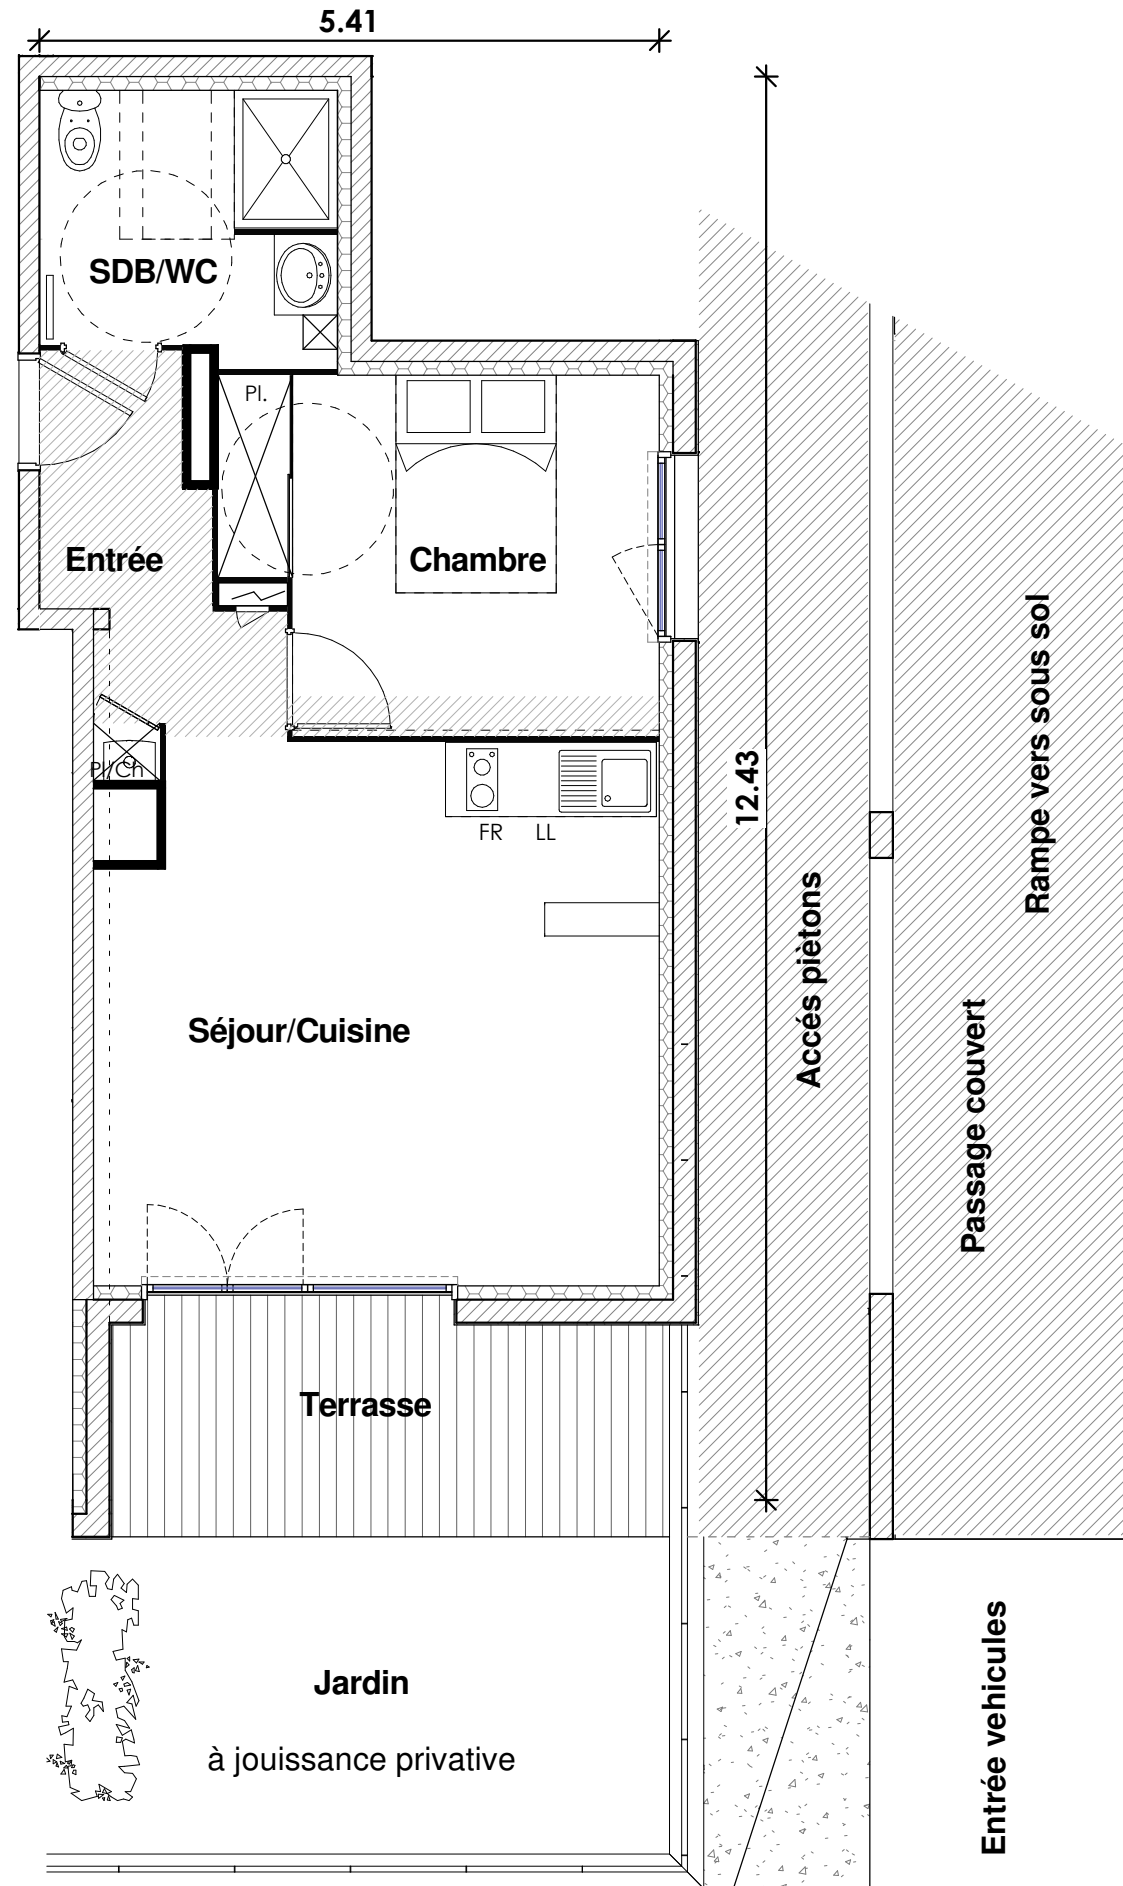 5.41
SDB/WC
Pl.
Entrée
Chambre
Pl/Ch
FR LL
12.43
Séjour/Cuisine
Accés piètons
Rampe vers sous sol
Passage couvert
Terrasse
Jardin
à jouissance privative
Entrée vehicules